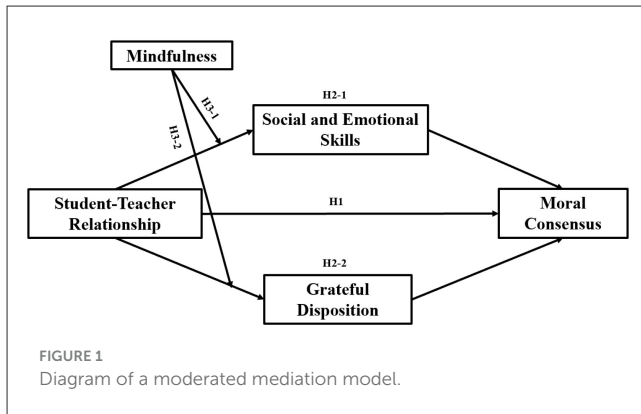 Mindfulness
H3-1
H3-2
H2-1
Social and Emotional
Skills
Student-Teacher
Relationship
H1
Moral
Consensus
H2-2
Grateful
Disposition
FIGURE 1
Diagram of a moderated mediation model.